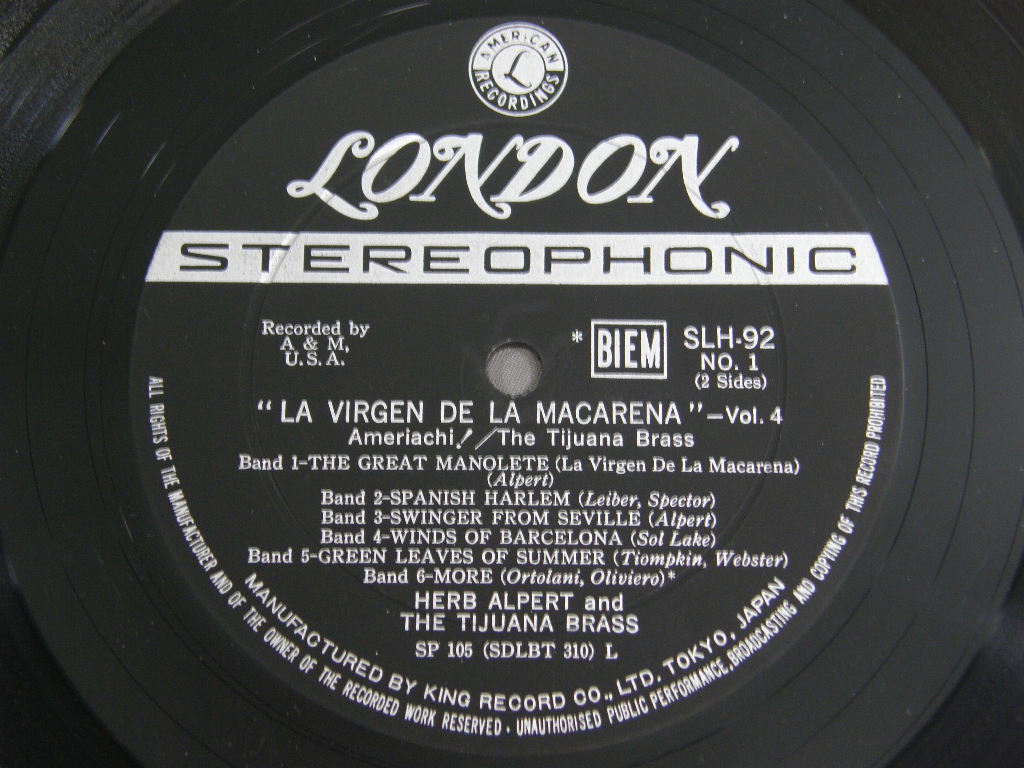 AMERICAN
L
RECORDINGS
LONDON
STEREOPHONIC
Recorded by
A & M,
U.S.A.
* BIEM
SLH-92
NO. 1
(2 Sides)
"LA VIRGEN DE LA MACARENA"-Vol. 4
Ameriachi!/The Tijuana Brass
Band 1-THE GREAT MANOLETE (La Virgen De La Macarena)
(Alpert)
Band 2-SPANISH HARLEM (Leiber, Spector)
Band 3-SWINGER FROM SEVILLE (Alpert)
Band 4-WINDS OF BARCELONA (Sol Lake)
Band 5-GREEN LEAVES OF SUMMER (Tiompkin, Webster)
Band 6-MORE (Ortolani, Oliviero)*
HERB ALPERT and
THE TIJUANA BRASS
SP 105 (SDLBT 310) L
MANUFACTURED BY KING RECORD CO., LTD. TOKYO, JAPAN
ALL RIGHTS OF THE MANUFACTURER AND OF THE OWNER OF THE RECORDED WORK RESERVED · UNAUTHORISED PUBLIC PERFORMANCE, BROADCASTING AND COPYING OF THIS RECORD PROHIBITED